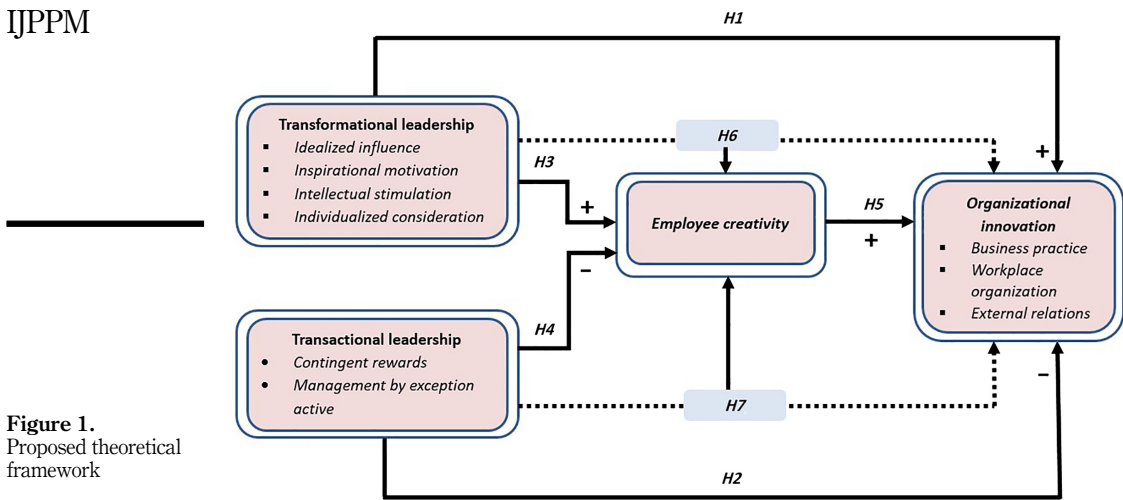 IJPPM
H1
Transformational leadership
▪ Idealized influence
▪ Inspirational motivation
▪ Intellectual stimulation
▪ Individualized consideration
H3
+
H6
Employee creativity
H5
+
+
Organizational
innovation
▪ Business practice
▪ Workplace
organization
▪ External relations
−
H4
Transactional leadership
• Contingent rewards
• Management by exception
active
H7
−
H2
Figure 1.
Proposed theoretical
framework